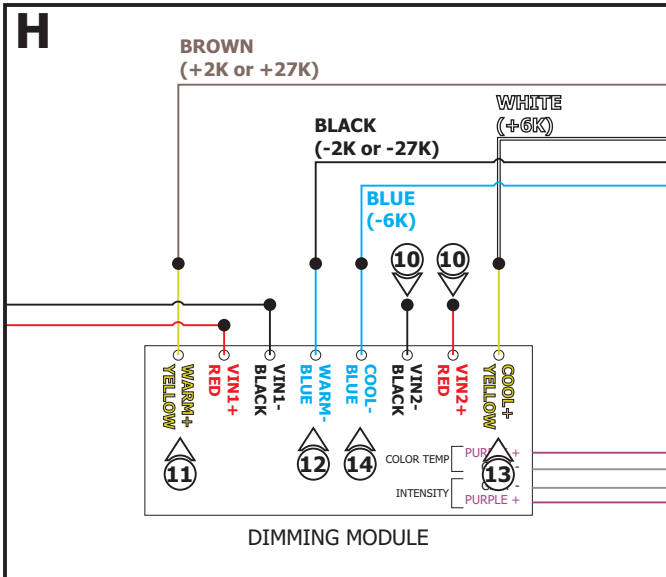 H
BROWN
(+2K or +27K)
WHITE
(+6K)
BLACK
(-2K or -27K)
BLUE
(-6K)
10
10
WARM+
YELLOW
VIN1+
RED
VIN1-
BLACK
WARM-
BLUE
COOL-
BLUE
VIN2-
BLACK
VIN2+
RED
COOL+
YELLOW
11
12
14
13
COLOR TEMP
+
-
INTENSITY
-
PURPLE +
DIMMING MODULE